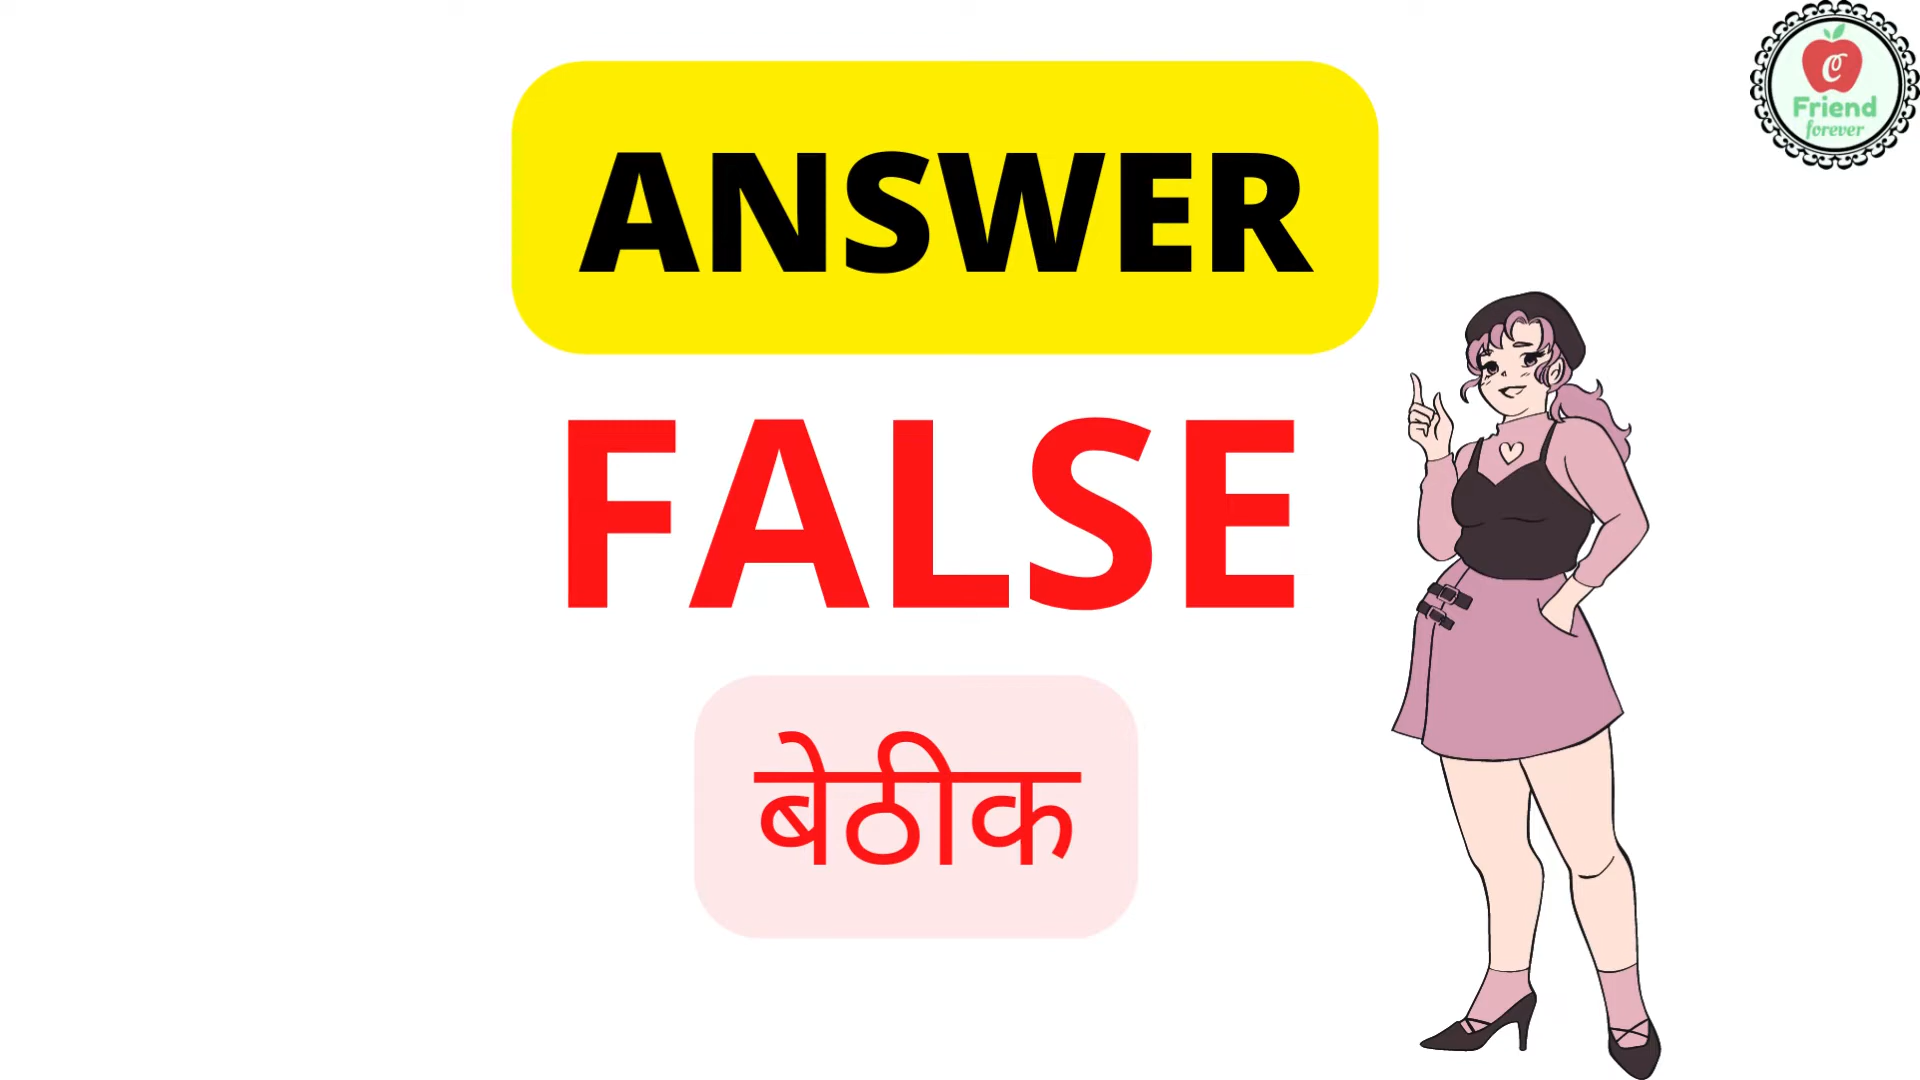 ANSWER
FALSE
बेठीक
C
Friend
forever